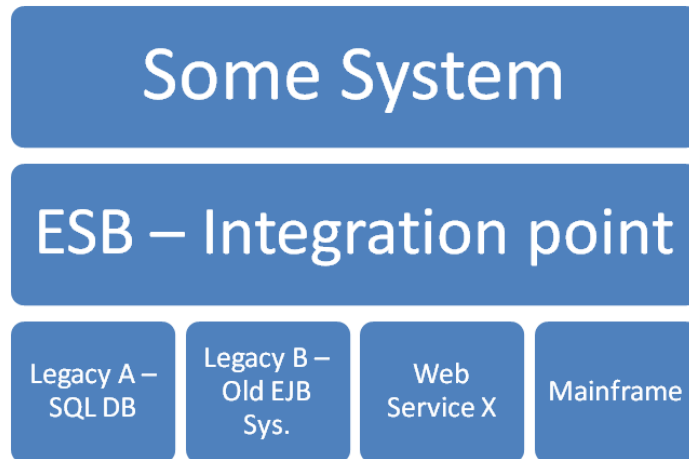 Some System
ESB – Integration point
Legacy A –
SQL DB
Legacy B –
Old EJB
Sys.
Web
Service X
Mainframe